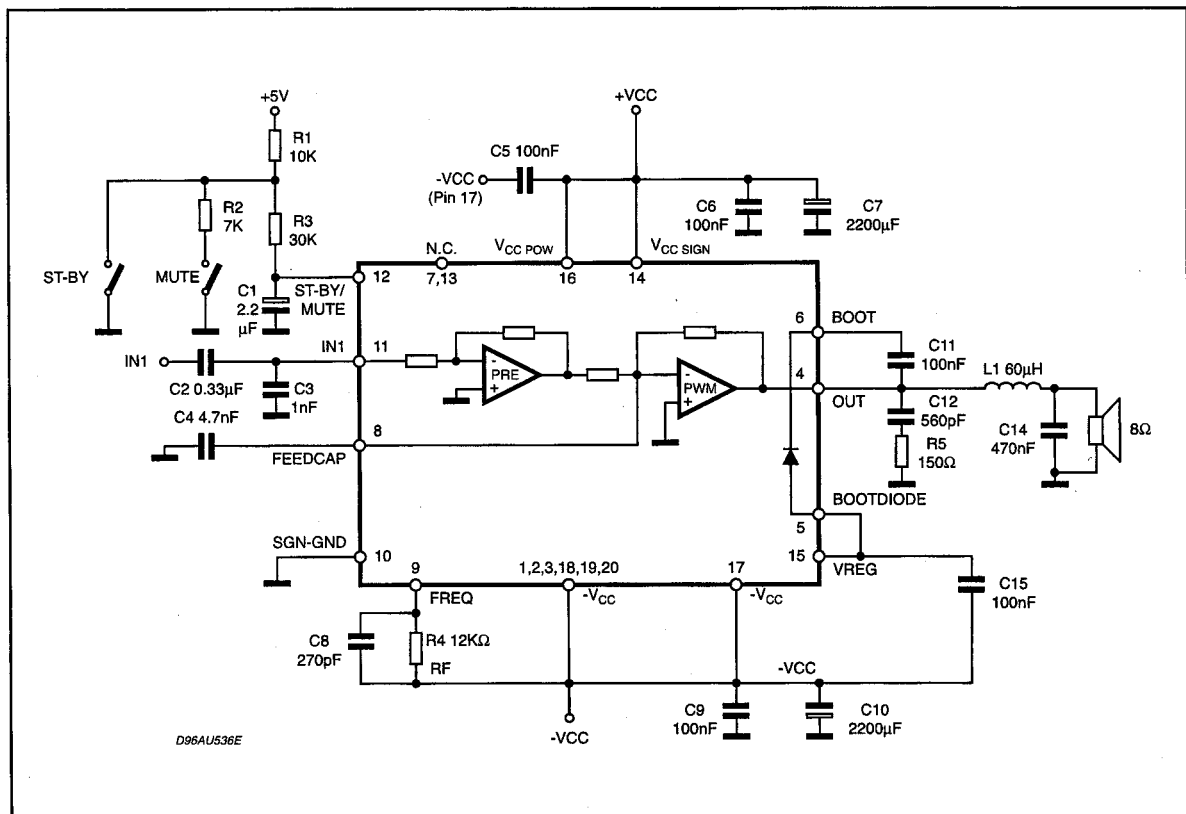 +5V
R1
10K
R2
7K
R3
30K
ST-BY
MUTE
C1
2.2
µF
ST-BY/
MUTE
12
N.C.
7,13
C5 100nF
-VCC
(Pin 17)
+VCC
VCC POW
16
VCC SIGN
14
C6
100nF
C7
2200µF
IN1
C2 0.33µF
C3
1nF
IN1
11
C4 4.7nF
8
FEEDCAP
-
PRE
+
-
PWM
+
6
BOOT
C11
100nF
4
OUT
L1 60µH
C12
560pF
R5
150Ω
C14
470nF
8Ω
BOOTDIODE
5
15
VREG
C15
100nF
SGN-GND
10
9
FREQ
1,2,3,18,19,20
-VCC
17
-VCC
C8
270pF
R4 12KΩ
RF
-VCC
-VCC
C9
100nF
C10
2200µF
D96AU536E